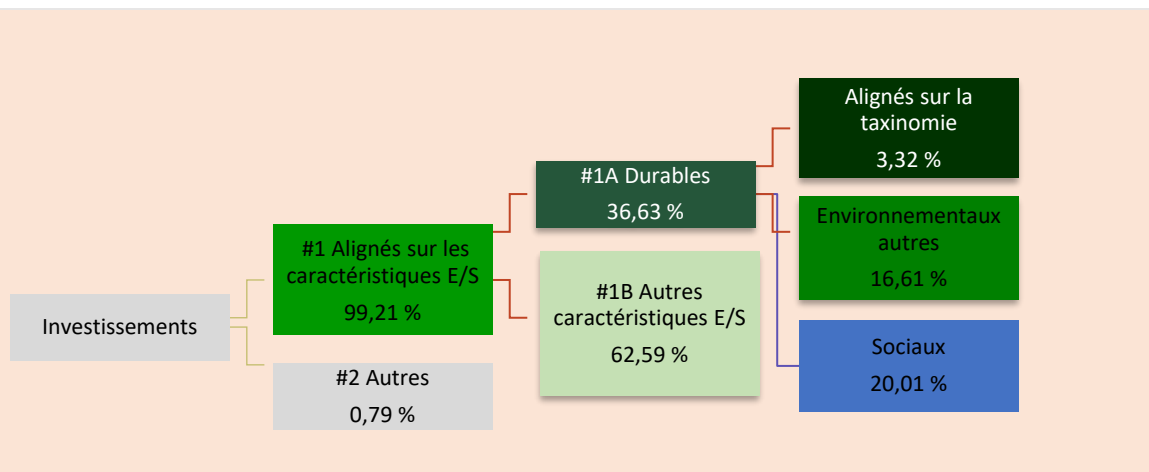 Investissements
#1 Alignés sur les
caractéristiques E/S
99,21 %
#2 Autres
0,79 %
#1A Durables
36,63 %
#1B Autres
caractéristiques E/S
62,59 %
Alignés sur la
taxinomie
3,32 %
Environnementaux
autres
16,61 %
Sociaux
20,01 %